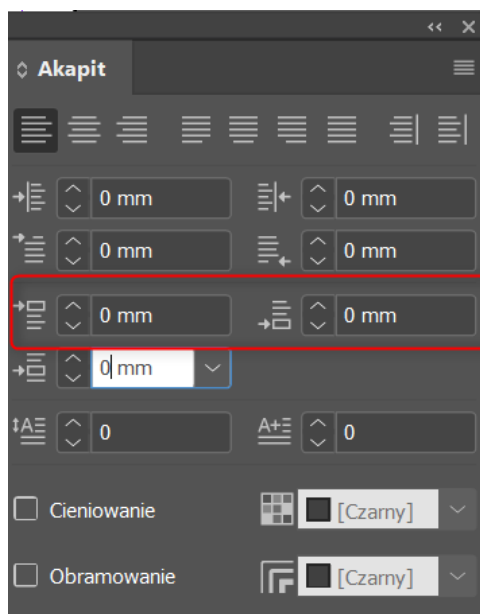 Akapit
0 mm 0 mm
0 mm 0 mm
0 mm 0 mm
0 mm
0 0
Cieniowanie [Czarny]
Obramowanie [Czarny]